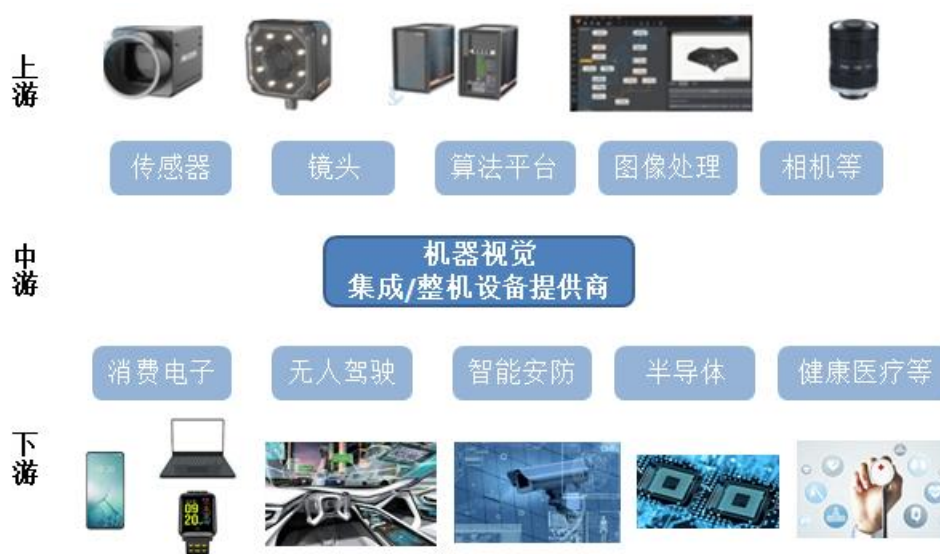 上游
传感器
镜头
算法平台
图像处理
相机等
中游
机器视觉
集成/整机设备提供商
消费电子
无人驾驶
智能安防
半导体
健康医疗等
下游
09
20